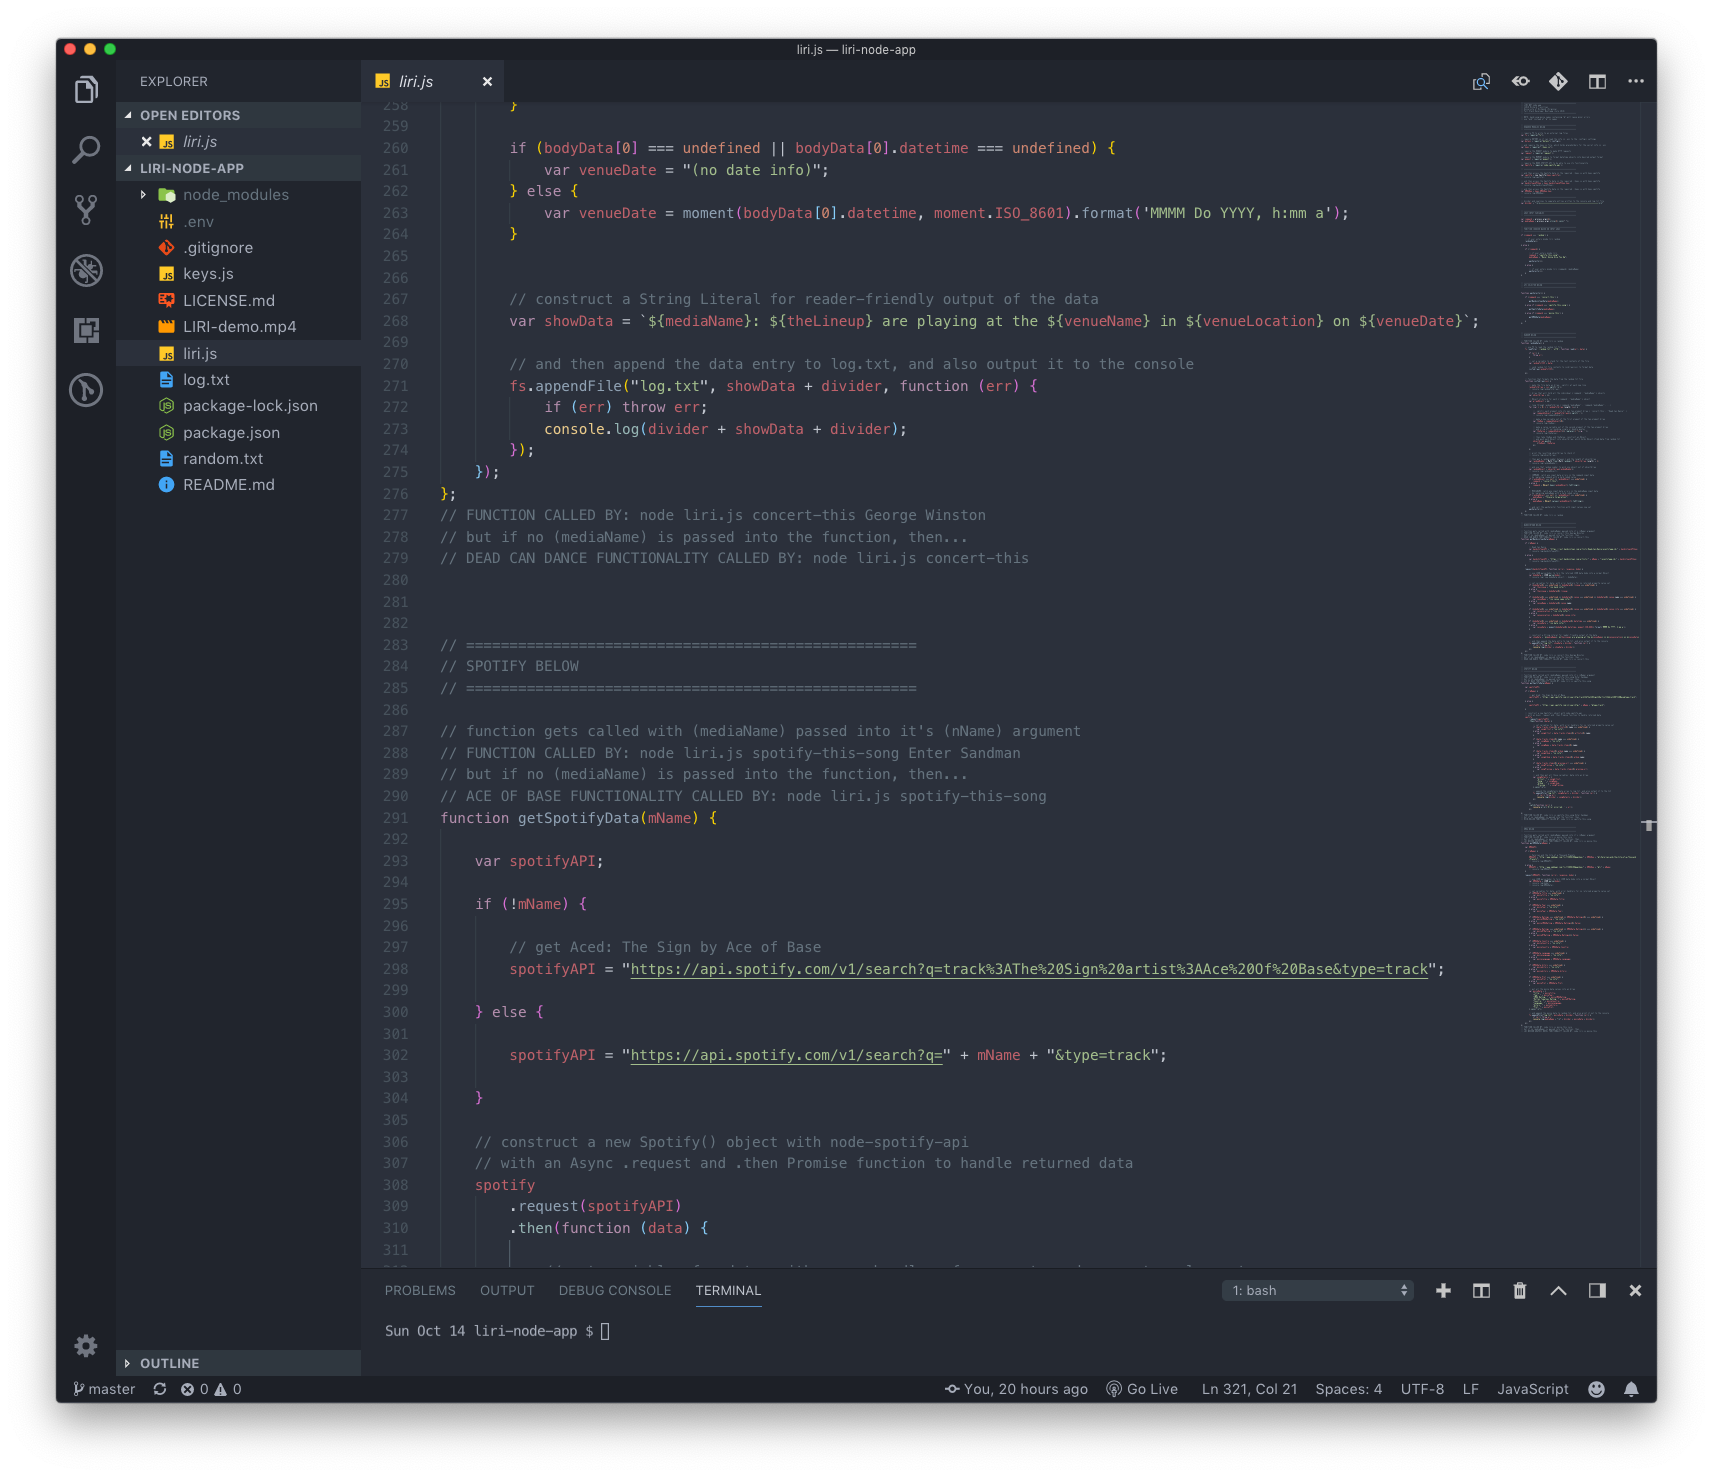 liri.js — liri-node-app
EXPLORER
OPEN EDITORS
liri.js
LIRI-NODE-APP
node_modules
.env
.gitignore
keys.js
LICENSE.md
LIRI-demo.mp4
liri.js
log.txt
package-lock.json
package.json
random.txt
README.md
OUTLINE
liri.js
258 }
259
260 if (bodyData[0] === undefined || bodyData[0].datetime === undefined) {
261 var venueDate = "(no date info)";
262 } else {
263 var venueDate = moment(bodyData[0].datetime, moment.ISO_8601).format('MMMM Do YYYY, h:mm a');
264 }
265
266
267 // construct a String Literal for reader-friendly output of the data
268 var showData = `${mediaName}: ${theLineup} are playing at the ${venueName} in ${venueLocation} on ${venueDate}`;
269
270 // and then append the data entry to log.txt, and also output it to the console
271 fs.appendFile("log.txt", showData + divider, function (err) {
272 if (err) throw err;
273 console.log(divider + showData + divider);
274 });
275 });
276 };
277 // FUNCTION CALLED BY: node liri.js concert-this George Winston
278 // but if no (mediaName) is passed into the function, then...
279 // DEAD CAN DANCE FUNCTIONALITY CALLED BY: node liri.js concert-this
280
281
282
283 // ====================================================
284 // SPOTIFY BELOW
285 // ====================================================
286
287 // function gets called with (mediaName) passed into it's (nName) argument
288 // FUNCTION CALLED BY: node liri.js spotify-this-song Enter Sandman
289 // but if no (mediaName) is passed into the function, then...
290 // ACE OF BASE FUNCTIONALITY CALLED BY: node liri.js spotify-this-song
291 function getSpotifyData(mName) {
292
293 var spotifyAPI;
294
295 if (!mName) {
296
297 // get Aced: The Sign by Ace of Base
298 spotifyAPI = "https://api.spotify.com/v1/search?q=track%3AThe%20Sign%20artist%3AAce%20Of%20Base&type=track";
299
300 } else {
301
302 spotifyAPI = "https://api.spotify.com/v1/search?q=" + mName + "&type=track";
303
304 }
305
306 // construct a new Spotify() object with node-spotify-api
307 // with an Async .request and .then Promise function to handle returned data
308 spotify
309 .request(spotifyAPI)
310 .then(function (data) {
311
PROBLEMS OUTPUT DEBUG CONSOLE TERMINAL 1: bash
Sun Oct 14 liri-node-app $
master 0 0 You, 20 hours ago Go Live Ln 321, Col 21 Spaces: 4 UTF-8 LF JavaScript